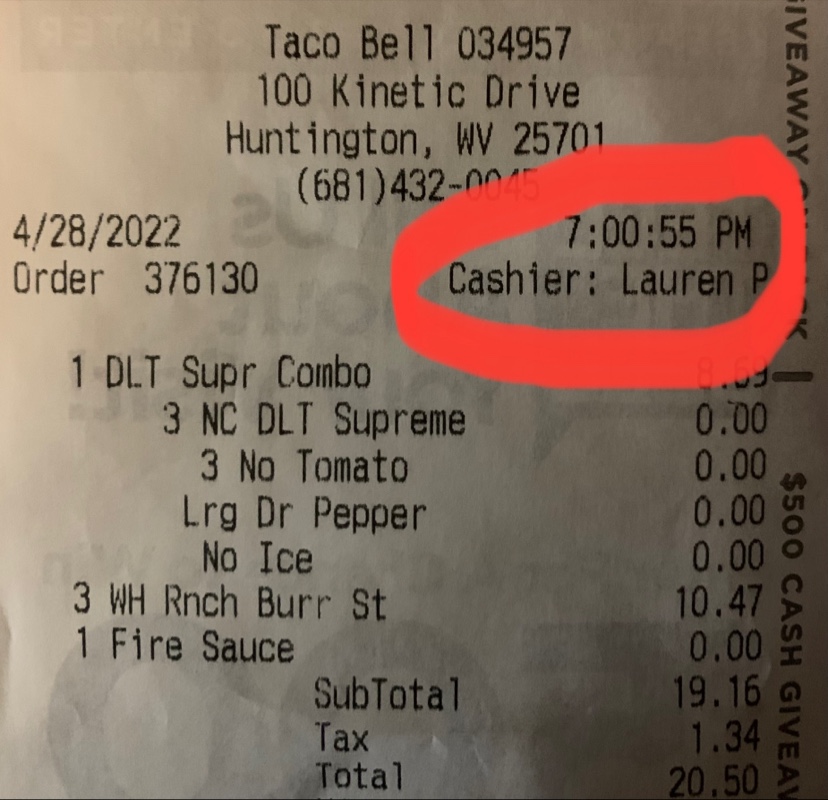 Taco Bell 034957
100 Kinetic Drive
Huntington, WV 25701
(681)432-0045
4/28/2022 7:00:55 PM
Order 376130 Cashier: Lauren P
1 DLT Supr Combo 8.69
3 NC DLT Supreme 0.00
3 No Tomato 0.00
Lrg Dr Pepper 0.00
No Ice 0.00
3 WH Rnch Burr St 10.47
1 Fire Sauce 0.00
SubTotal 19.16
Tax 1.34
Total 20.50
GIVEAWAY
$500 CASH GIVEAW